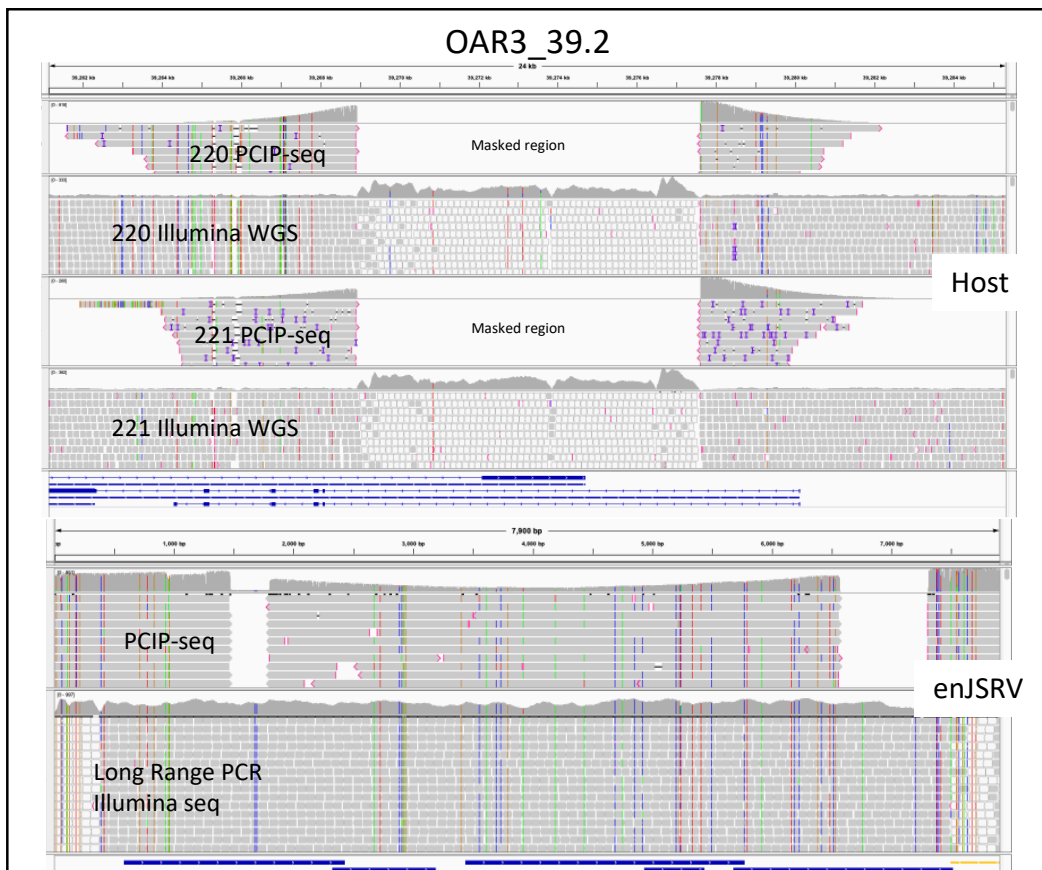 OAR3_39.2
24 kb
39,262 kb 39,264 kb 39,266 kb 39,268 kb 39,270 kb 39,272 kb 39,274 kb 39,276 kb 39,278 kb 39,280 kb 39,282 kb 39,284 kb
220 PCIP-seq
Masked region
220 Illumina WGS
Host
221 PCIP-seq
Masked region
221 Illumina WGS
7,900 bp
bp 1,000 bp 2,000 bp 3,000 bp 4,000 bp 5,000 bp 6,000 bp 7,000 bp
PCIP-seq
enJSRV
Long Range PCR
Illumina seq